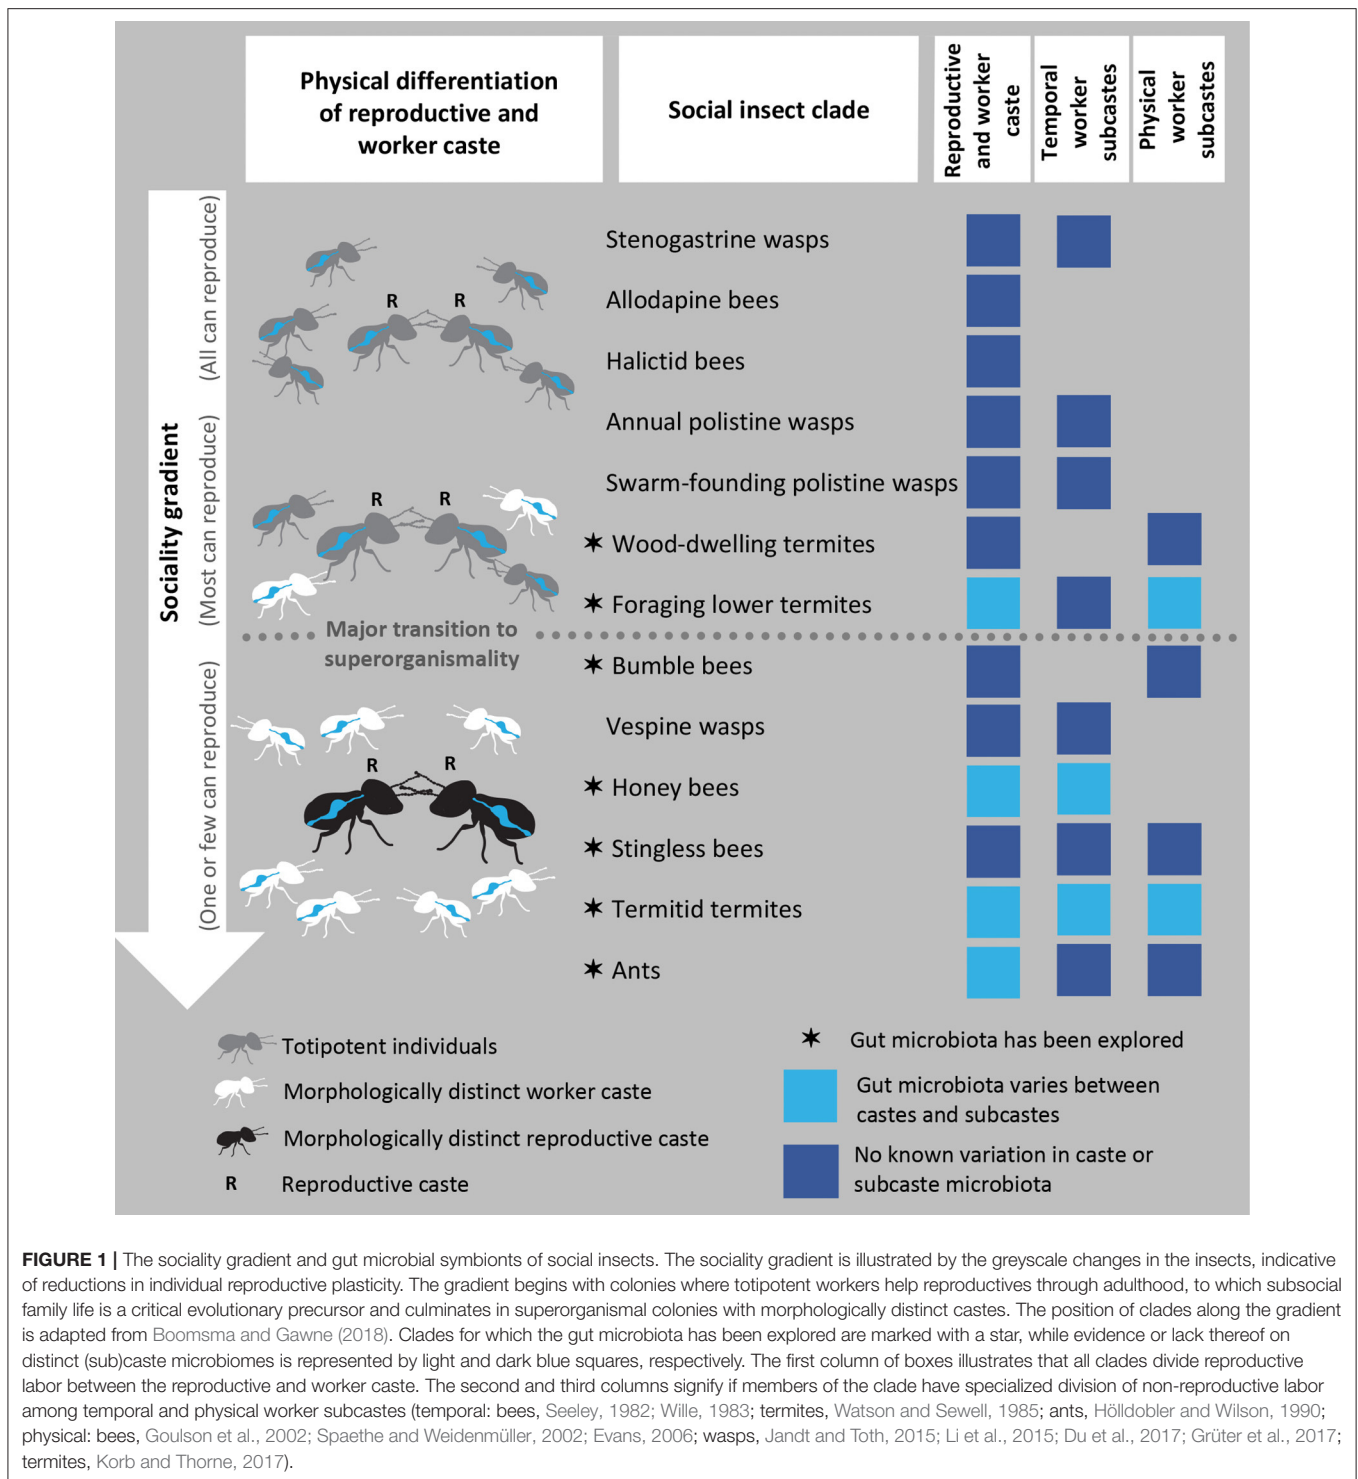 Physical differentiation
of reproductive and
worker caste
Social insect clade
Reproductive
and worker
caste
Temporal
worker
subcastes
Physical
worker
subcastes
Sociality gradient
(All can reproduce)
(Most can reproduce)
(One or few can reproduce)
R R
R R
R R
Stenogastrine wasps
Allodapine bees
Halictid bees
Annual polistine wasps
Swarm-founding polistine wasps
★ Wood-dwelling termites
★ Foraging lower termites
Major transition to
superorganismality
★ Bumble bees
Vespine wasps
★ Honey bees
★ Stingless bees
★ Termitid termites
★ Ants
Totipotent individuals
Morphologically distinct worker caste
Morphologically distinct reproductive caste
R Reproductive caste
★ Gut microbiota has been explored
Gut microbiota varies between
castes and subcastes
No known variation in caste or
subcaste microbiota
FIGURE 1 | The sociality gradient and gut microbial symbionts of social insects. The sociality gradient is illustrated by the greyscale changes in the insects, indicative
of reductions in individual reproductive plasticity. The gradient begins with colonies where totipotent workers help reproductives through adulthood, to which subsocial
family life is a critical evolutionary precursor and culminates in superorganismal colonies with morphologically distinct castes. The position of clades along the gradient
is adapted from Boomsma and Gawne (2018). Clades for which the gut microbiota has been explored are marked with a star, while evidence or lack thereof on
distinct (sub)caste microbiomes is represented by light and dark blue squares, respectively. The first column of boxes illustrates that all clades divide reproductive
labor between the reproductive and worker caste. The second and third columns signify if members of the clade have specialized division of non-reproductive labor
among temporal and physical worker subcastes (temporal: bees, Seeley, 1982; Wille, 1983; termites, Watson and Sewell, 1985; ants, Hölldobler and Wilson, 1990;
physical: bees, Goulson et al., 2002; Spaethe and Weidenmüller, 2002; Evans, 2006; wasps, Jandt and Toth, 2015; Li et al., 2015; Du et al., 2017; Grüter et al., 2017;
termites, Korb and Thorne, 2017).